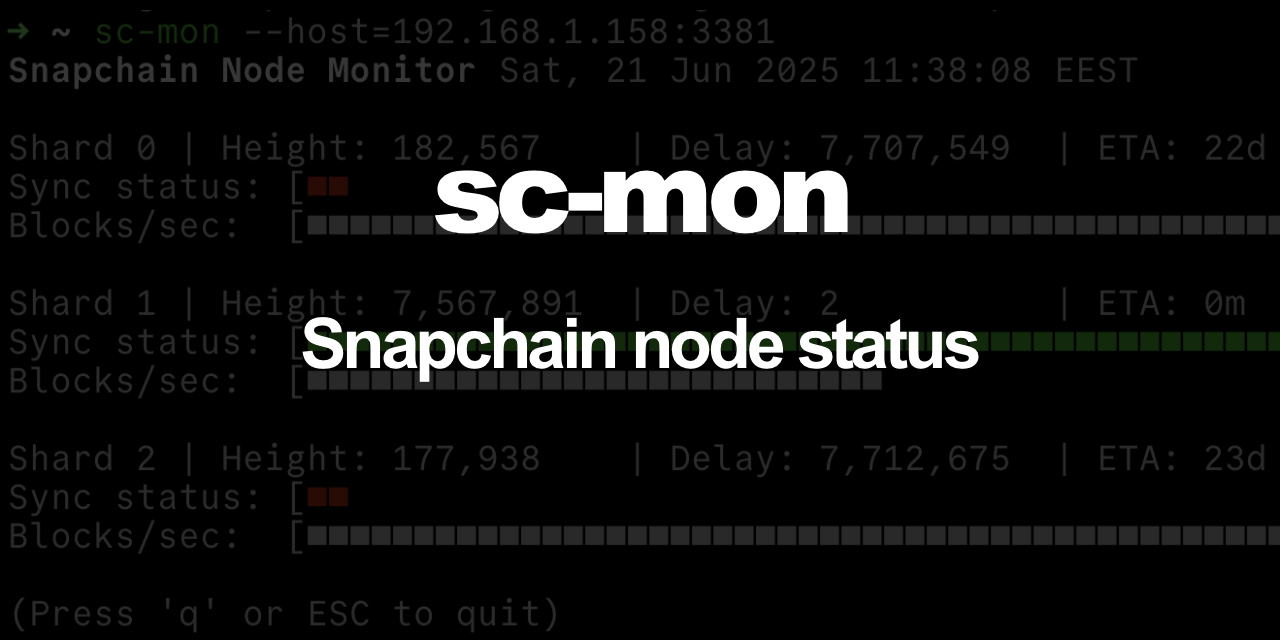 ➜ ~ sc-mon --host=192.168.1.158:3381
Snapchain Node Monitor Sat, 21 Jun 2025 11:38:08 EEST
Shard 0 | Height: 182,567 | Delay: 7,707,549 | ETA: 22d
sc-mon
Sync status: [
Blocks/sec: [
Shard 1 | Height: 7,567,891 | Delay: 2 | ETA: 0m
Snapchain node status
Sync status: [
Blocks/sec: [
Shard 2 | Height: 177,938 | Delay: 7,712,675 | ETA: 23d
Sync status: [
Blocks/sec: [
(Press 'q' or ESC to quit)